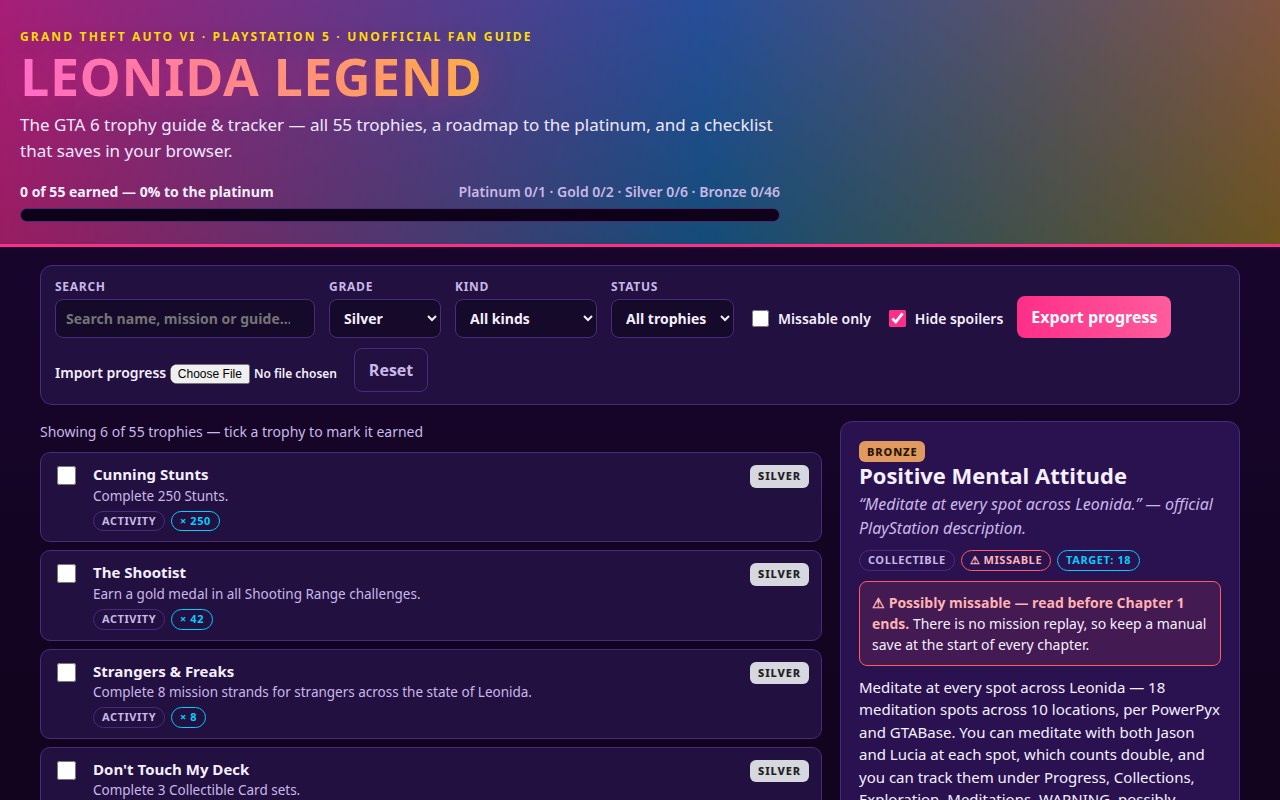 GRAND THEFT AUTO VI · PLAYSTATION 5 · UNOFFICIAL FAN GUIDE
LEONIDA LEGEND
The GTA 6 trophy guide & tracker — all 55 trophies, a roadmap to the platinum, and a checklist
that saves in your browser.
0 of 55 earned — 0% to the platinum
Platinum 0/1 · Gold 0/2 · Silver 0/6 · Bronze 0/46
SEARCH
GRADE
KIND
STATUS
Search name, mission or guide...
Silver
All kinds
All trophies
Missable only
Hide spoilers
Export progress
Import progress
Choose File
No file chosen
Reset
Showing 6 of 55 trophies — tick a trophy to mark it earned
Cunning Stunts
SILVER
Complete 250 Stunts.
ACTIVITY
× 250
The Shootist
SILVER
Earn a gold medal in all Shooting Range challenges.
ACTIVITY
× 42
Strangers & Freaks
SILVER
Complete 8 mission strands for strangers across the state of Leonida.
ACTIVITY
× 8
Don't Touch My Deck
SILVER
Complete 3 Collectible Card sets.
BRONZE
Positive Mental Attitude
“Meditate at every spot across Leonida.” — official
PlayStation description.
COLLECTIBLE
⚠ MISSABLE
TARGET: 18
⚠ Possibly missable — read before Chapter 1
ends. There is no mission replay, so keep a manual
save at the start of every chapter.
Meditate at every spot across Leonida — 18
meditation spots across 10 locations, per PowerPyx
and GTABase. You can meditate with both Jason
and Lucia at each spot, which counts double, and
you can track them under Progress, Collections,
Exploration, Meditations. WARNING, possibly